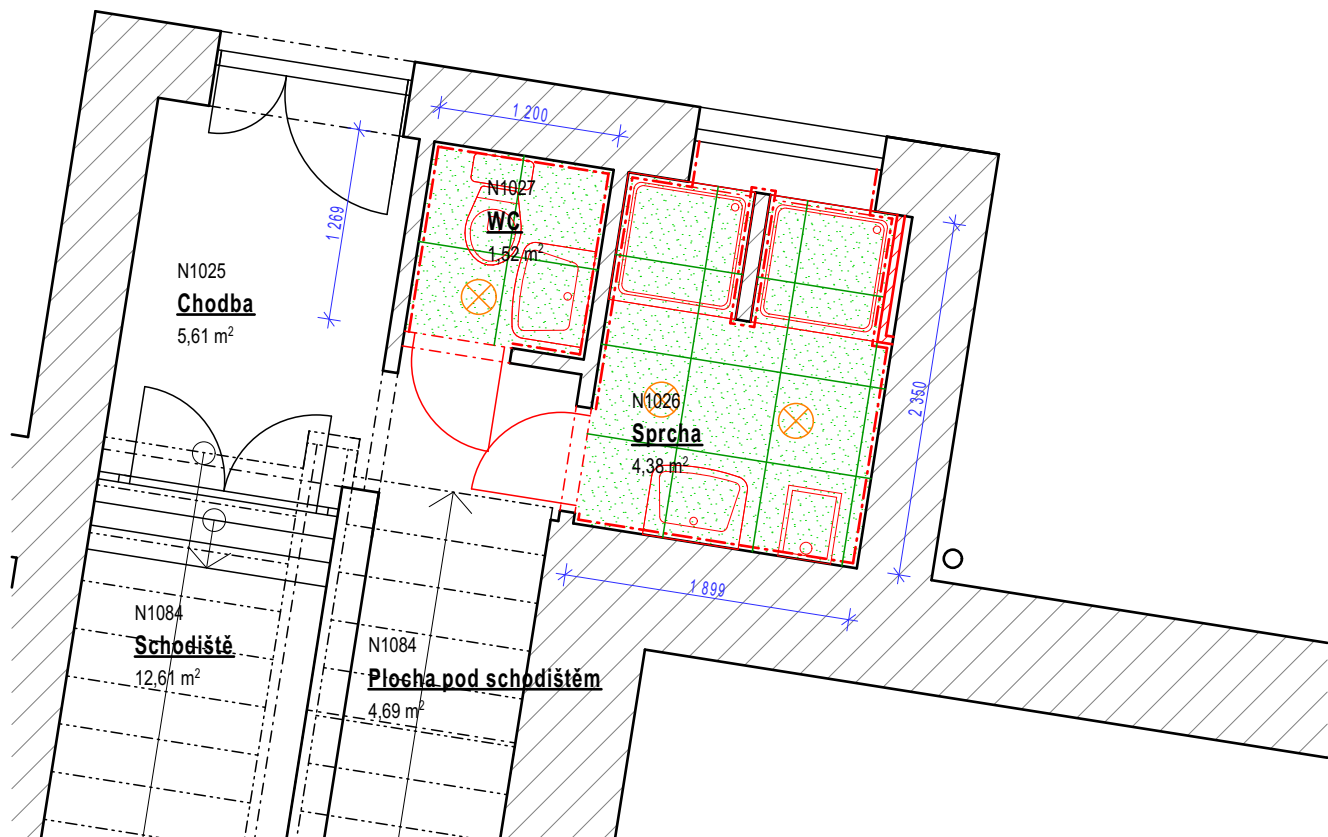 1 200
N1027
WC
1,52 m²
1 269
N1025
Chodba
5,61 m²
2 350
N1026
Sprcha
4,38 m²
1 899
N1084
Schodiště
12,61 m²
N1084
Plocha pod schodištěm
4,69 m²